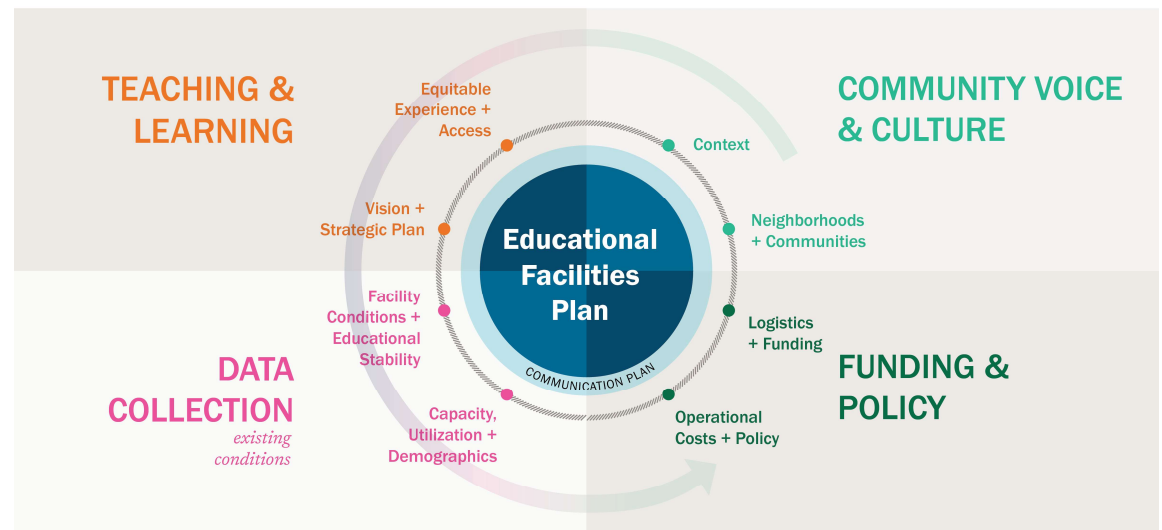 TEACHING &
LEARNING
Equitable
Experience +
Access
Vision +
Strategic Plan
COMMUNITY VOICE
& CULTURE
Context
Neighborhoods
+ Communities
Educational
Facilities
Plan
COMMUNICATION PLAN
DATA
COLLECTION
existing
conditions
Facility
Conditions +
Educational
Stability
Capacity,
Utilization +
Demographics
FUNDING &
POLICY
Logistics
+ Funding
Operational
Costs + Policy